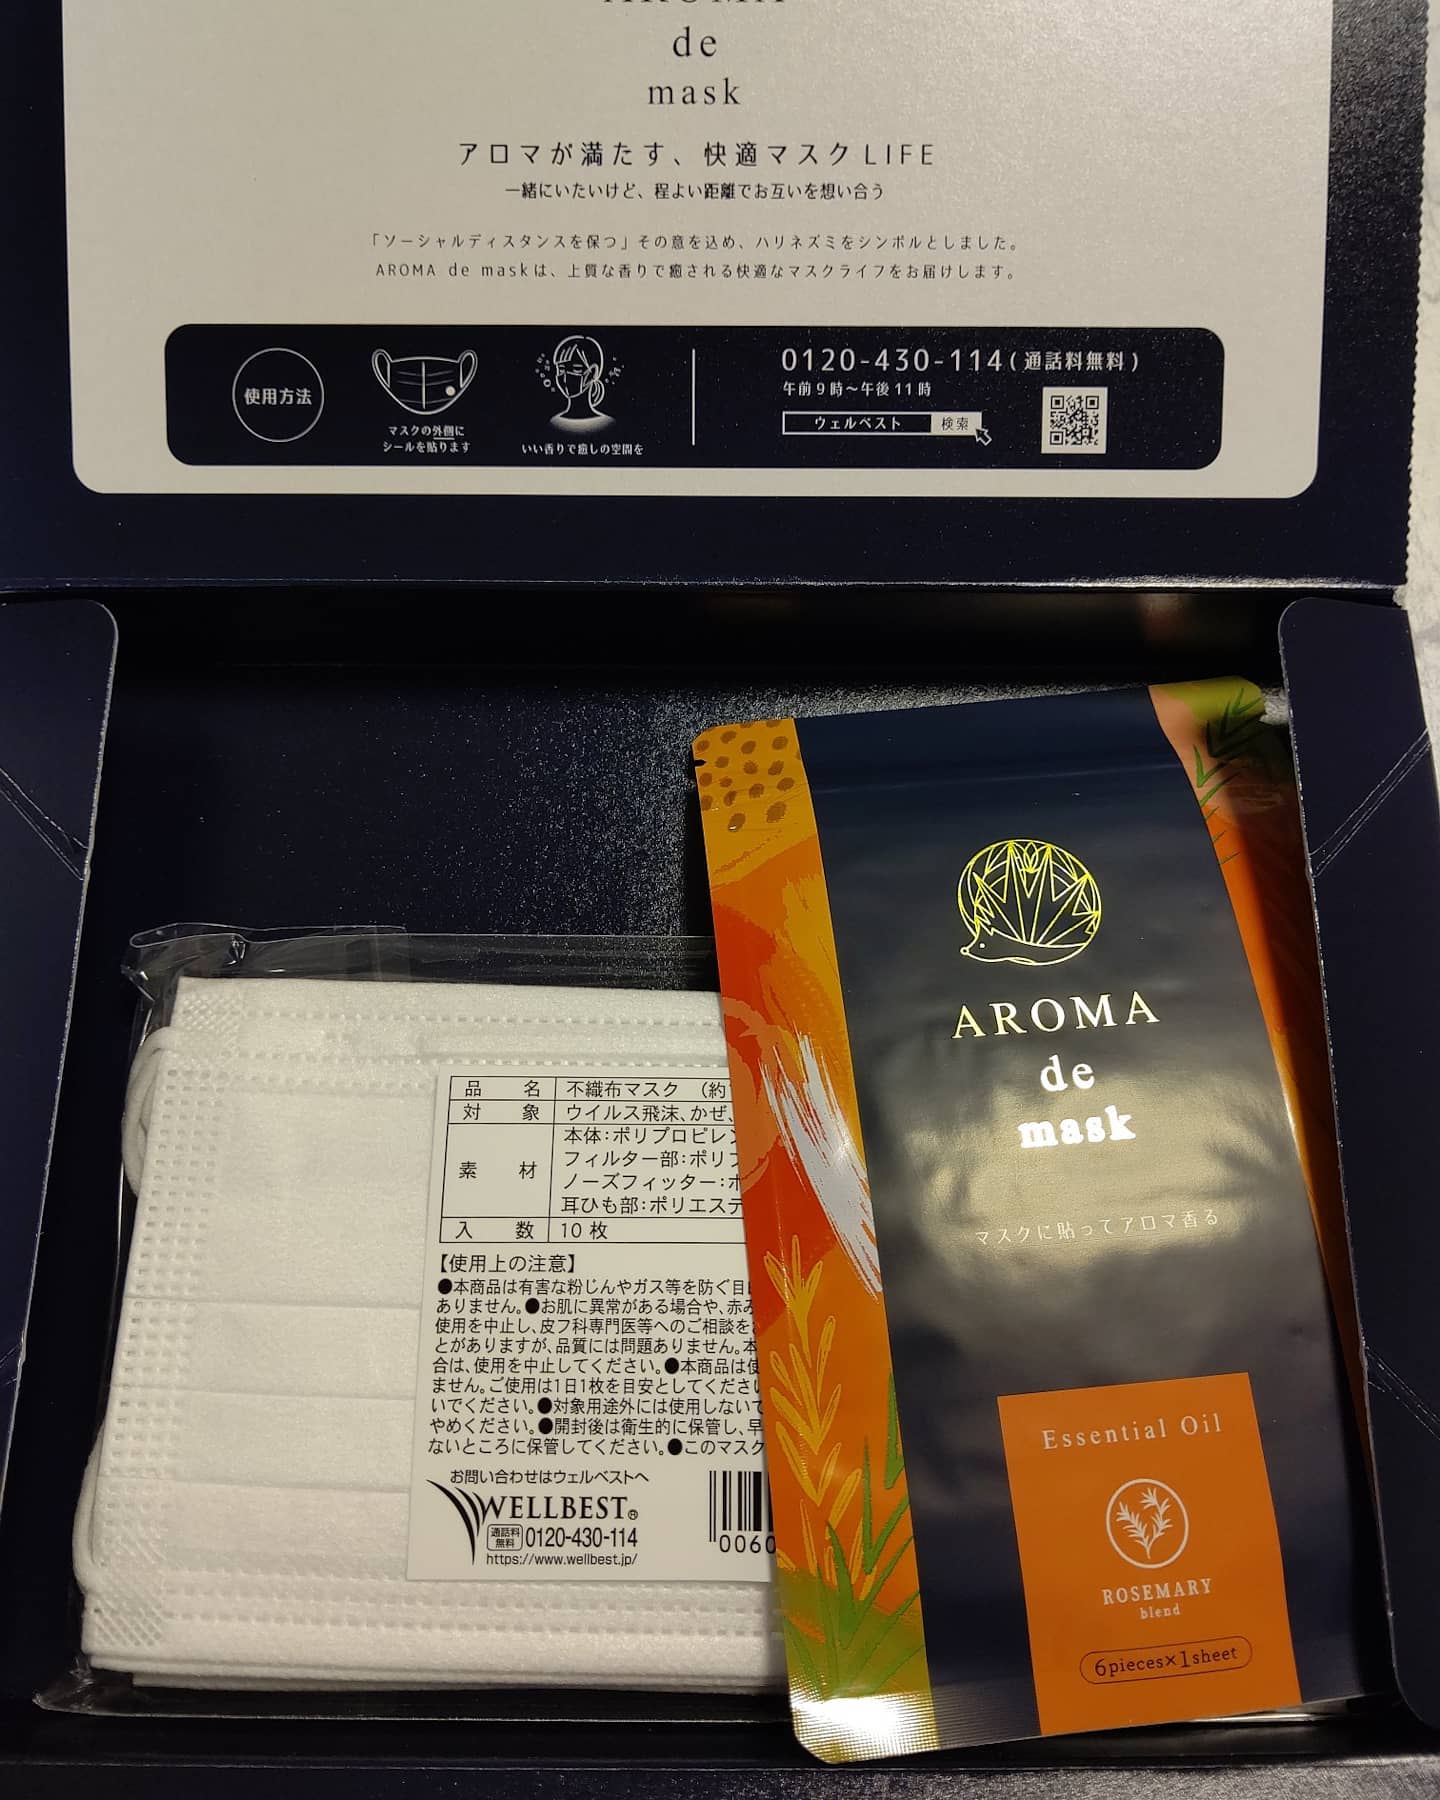 AROMA
de
mask
アロマが満たす、快適マスクLIFE
一緒にいたいけど、程よい距離でお互いを想い合う
「ソーシャルディスタンスを保つ」その意を込め、ハリネズミをシンボルとしました。
AROMA de maskは、上質な香りで癒される快適なマスクライフをお届けします。
使用方法
マスクの外側に
シールを貼ります
いい香りで癒しの空間を
0120-430-114(通話料無料)
午前9時〜午後11時
ウェルベスト 検索
品 名 不織布マスク (約
対 象 ウイルス飛沫、かぜ、
素 材 本体:ポリプロピレン
フィルター部:ポリプ
ノーズフィッター:ポ
耳ひも部:ポリエステ
入 数 10枚
【使用上の注意】
●本商品は有害な粉じんやガス等を防ぐ目的
ありません。●お肌に異常がある場合や、赤み
使用を中止し、皮フ科専門医等へのご相談を
とがありますが、品質には問題ありません。本
合は、使用を中止してください。●本商品は使
ません。ご使用は1日1枚を目安としてください
いでください。●対象用途外には使用しないで
やめください。●開封後は衛生的に保管し、早
ないところに保管してください。●このマスク
お問い合わせはウェルベストへ
WELLBEST®
通話料無料 0120-430-114
https://www.wellbest.jp/
0060
AROMA
de
mask
マスクに貼ってアロマ香る
Essential Oil
ROSEMARY
blend
6pieces×1sheet